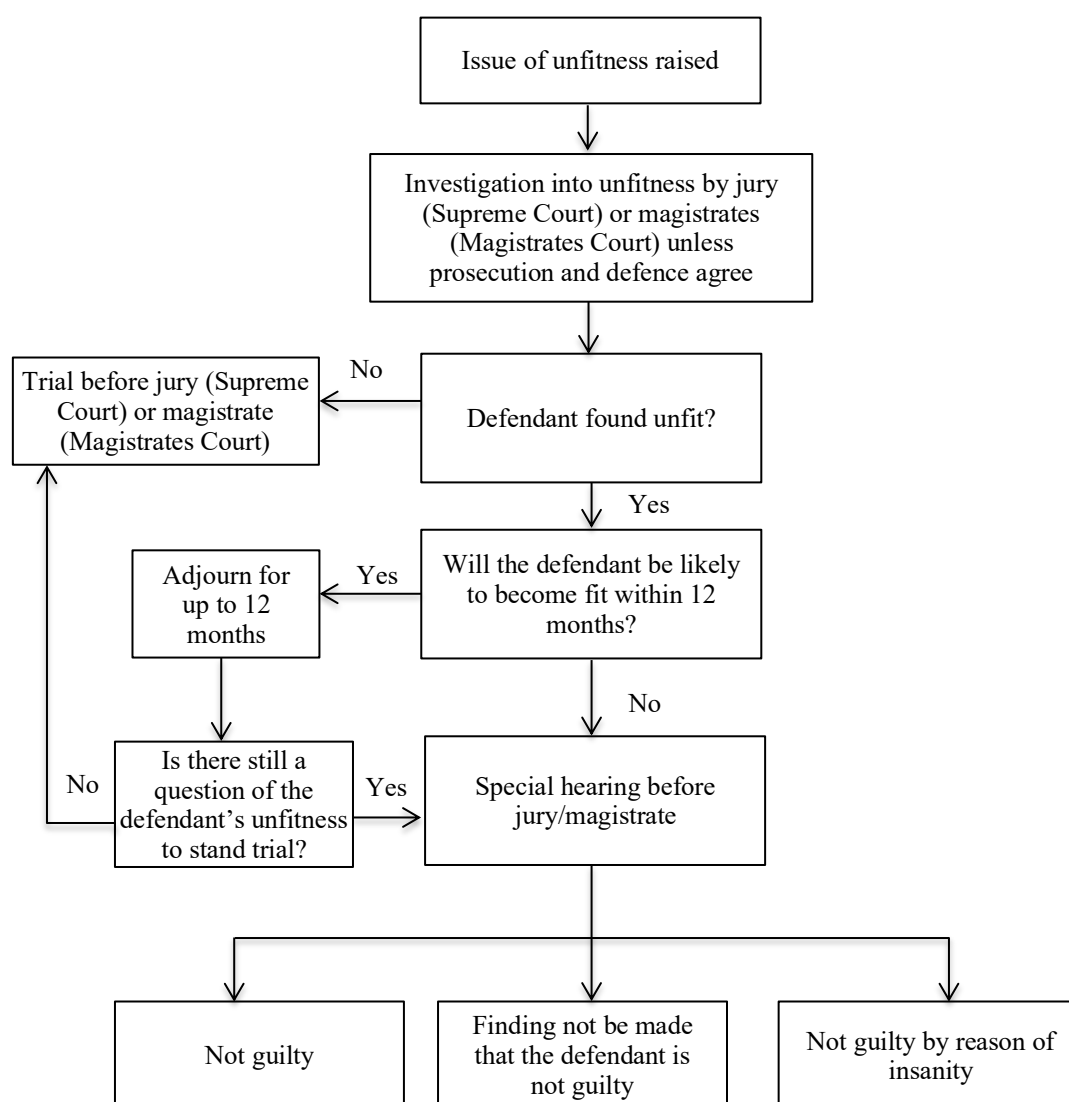 Issue of unfitness raised
Investigation into unfitness by jury
(Supreme Court) or magistrates
(Magistrates Court) unless
prosecution and defence agree
No
Trial before jury (Supreme
Court) or magistrate
(Magistrates Court)
Defendant found unfit?
Yes
Adjourn for
up to 12
months
Yes
Will the defendant be likely
to become fit within 12
months?
No
No
Is there still a
question of the
defendant’s unfitness
to stand trial?
Yes
Special hearing before
jury/magistrate
Not guilty
Finding not be made
that the defendant is
not guilty
Not guilty by reason of
insanity